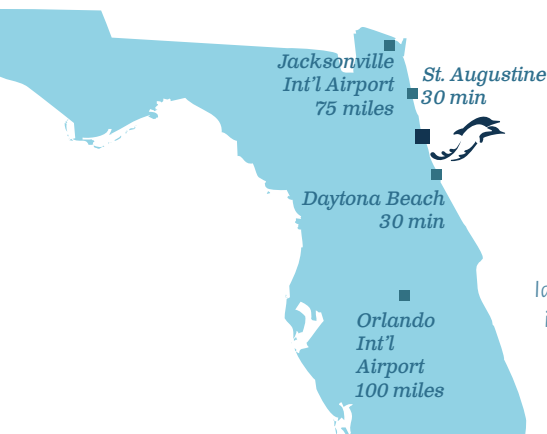 Jacksonville
Int'l Airport
75 miles
St. Augustine
30 min
Daytona Beach
30 min
Orlando
Int'l
Airport
100 miles